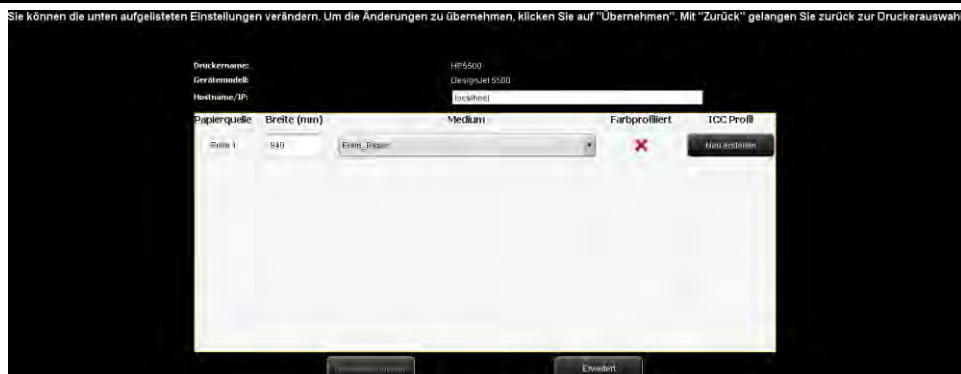 Sie können die unten aufgelisteten Einstellungen verändern. Um die Änderungen zu übernehmen, klicken Sie auf "Übernehmen". Mit "Zurück" gelangen Sie zurück zur Druckerauswahl
Druckername: HP5500
Gerätemodell: DesignJet 5500
Hostname/IP: localhost
Papierquelle Breite (mm) Medium Farbprofiliert ICC Profil
Rolle 1 Neu erstellen
Erweitert